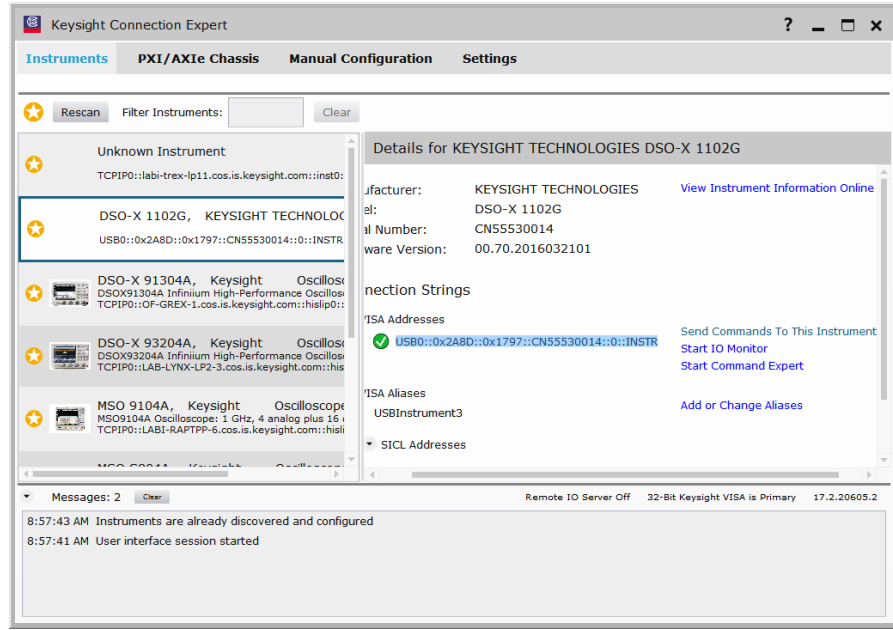 Keysight Connection Expert
?
Instruments PXI/AXIe Chassis Manual Configuration Settings
Rescan Filter Instruments: Clear
Unknown Instrument
TCPIP0::labi-trex-lp11.cos.is.keysight.com::inst0:
DSO-X 1102G, KEYSIGHT TECHNOLOG
USB0::0x2A8D::0x1797::CN55530014::0::INSTR
DSO-X 91304A, Keysight Oscillos
DSOX91304A Infiniium High-Performance Oscillos
TCPIP0::OF-GREX-1.cos.is.keysight.com::hislip0::
DSO-X 93204A, Keysight Oscillos
DSOX93204A Infiniium High-Performance Oscillos
TCPIP0::LAB-LYNX-LP2-3.cos.is.keysight.com::his
MSO 9104A, Keysight Oscilloscope
MSO9104A Oscilloscope: 1 GHz, 4 analog plus 16
TCPIP0::LABI-RAPTPP-6.cos.is.keysight.com::hisli
Details for KEYSIGHT TECHNOLOGIES DSO-X 1102G
ufacturer: KEYSIGHT TECHNOLOGIES View Instrument Information Online
el: DSO-X 1102G
al Number: CN55530014
ware Version: 00.70.2016032101
nection Strings
VISA Addresses
USB0::0x2A8D::0x1797::CN55530014::0::INSTR
Send Commands To This Instrument
Start IO Monitor
Start Command Expert
VISA Aliases
USBInstrument3 Add or Change Aliases
SICL Addresses
Messages: 2 Clear Remote IO Server Off 32-Bit Keysight VISA is Primary 17.2.20605.2
8:57:43 AM Instruments are already discovered and configured
8:57:41 AM User interface session started